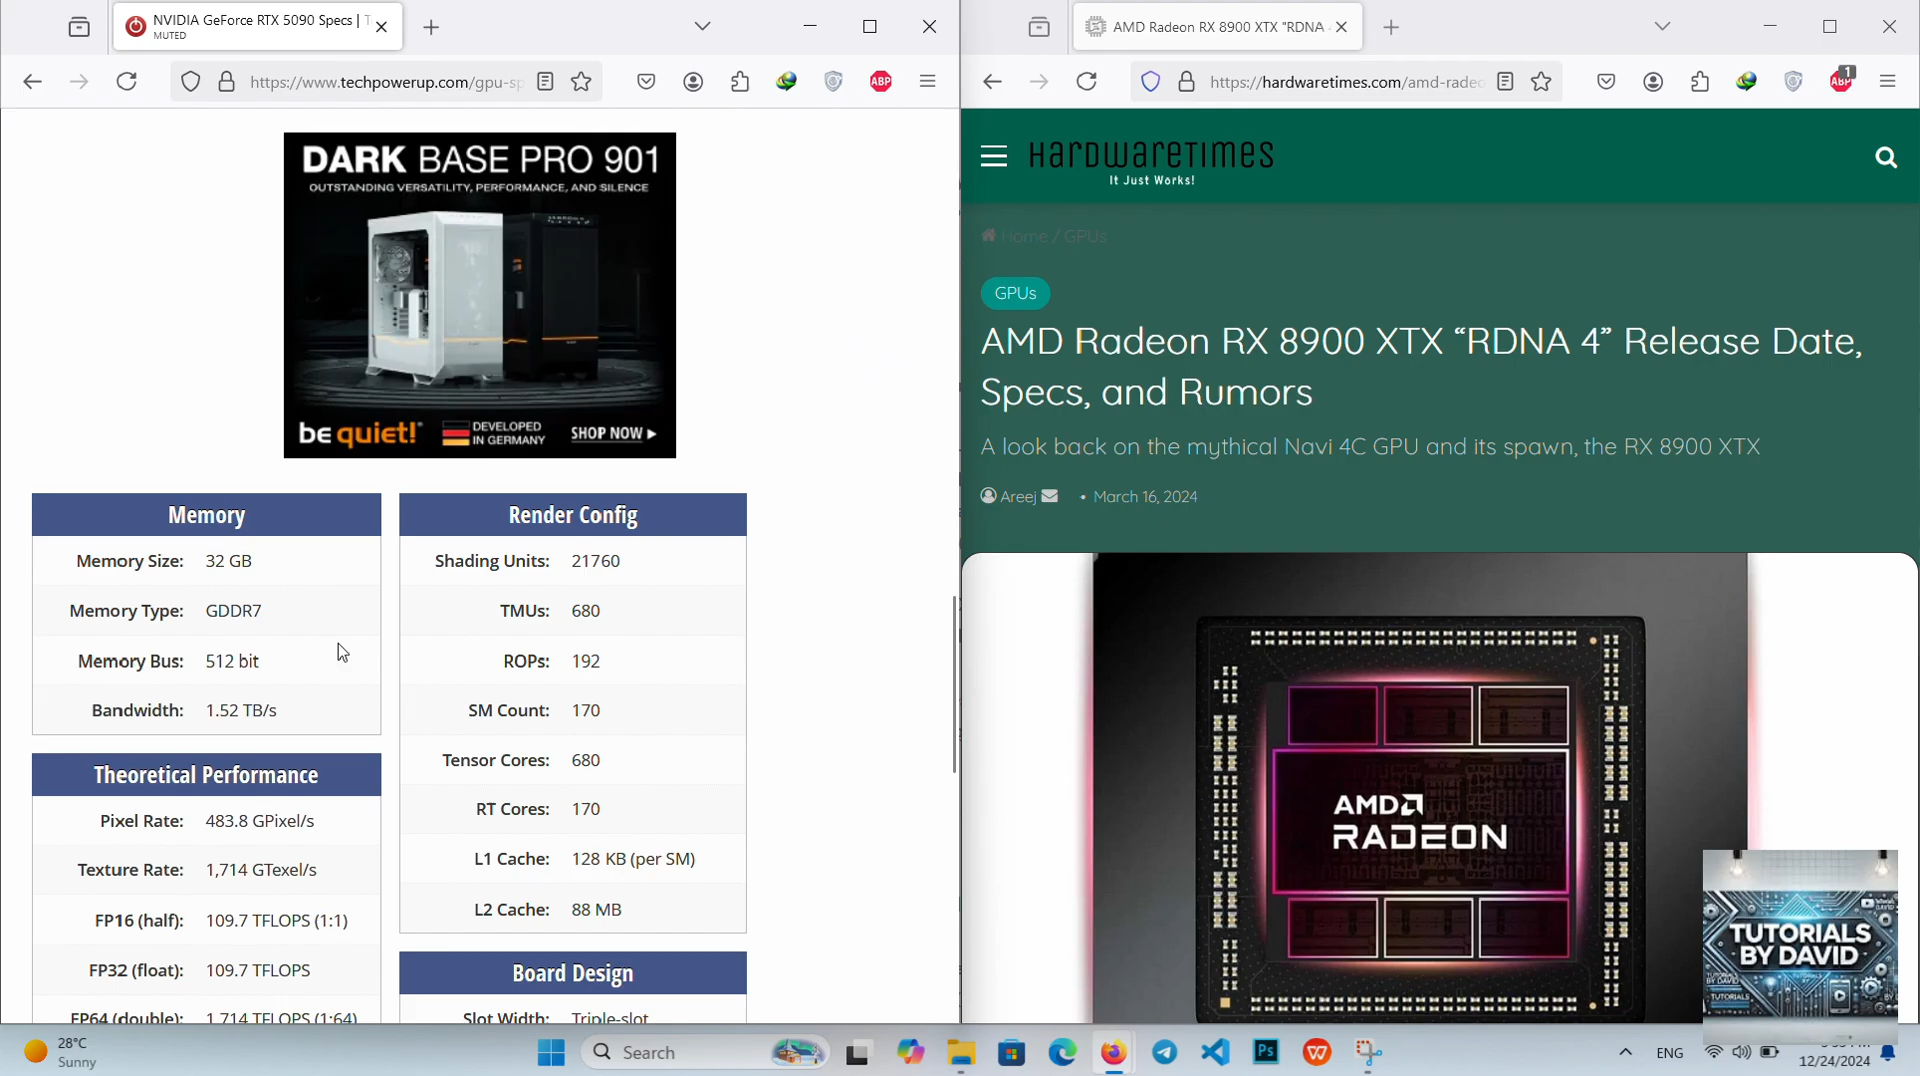 NVIDIA GeForce RTX 5090 Specs | T
MUTED
https://www.techpowerup.com/gpu-sp
ABP
DARK BASE PRO 901
OUTSTANDING VERSATILITY, PERFORMANCE, AND SILENCE
be quiet!
DEVELOPED
IN GERMANY
SHOP NOW
Memory
Memory Size: 32 GB
Memory Type: GDDR7
Memory Bus: 512 bit
Bandwidth: 1.52 TB/s
Theoretical Performance
Pixel Rate: 483.8 GPixel/s
Texture Rate: 1,714 GTexel/s
FP16 (half): 109.7 TFLOPS (1:1)
FP32 (float): 109.7 TFLOPS
FP64 (double): 1.714 TFLOPS (1:64)
Render Config
Shading Units: 21760
TMUs: 680
ROPs: 192
SM Count: 170
Tensor Cores: 680
RT Cores: 170
L1 Cache: 128 KB (per SM)
L2 Cache: 88 MB
Board Design
Slot Width: Triple-slot
AMD Radeon RX 8900 XTX "RDNA
https://hardwaretimes.com/amd-radeo
ABP
1
HARDWARETIMES
It Just Works!
Home / GPUs
GPUs
AMD Radeon RX 8900 XTX “RDNA 4” Release Date,
Specs, and Rumors
A look back on the mythical Navi 4C GPU and its spawn, the RX 8900 XTX
Areej • March 16, 2024
AMD
RADEON
TUTORIALS
BY DAVID
TUTORIALS
28°C
Sunny
Search
Ps
ENG
12/24/2024